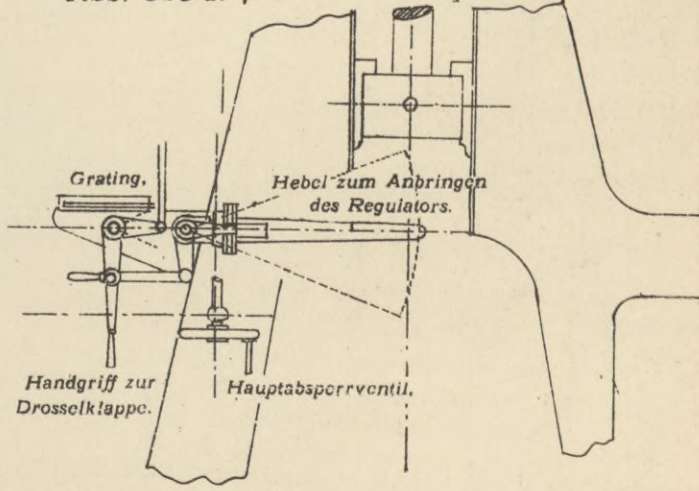 Grating.
Hebel zum Anbringen
des Regulators.
Handgriff zur
Drosselklappe.
Hauptabsperrventil.